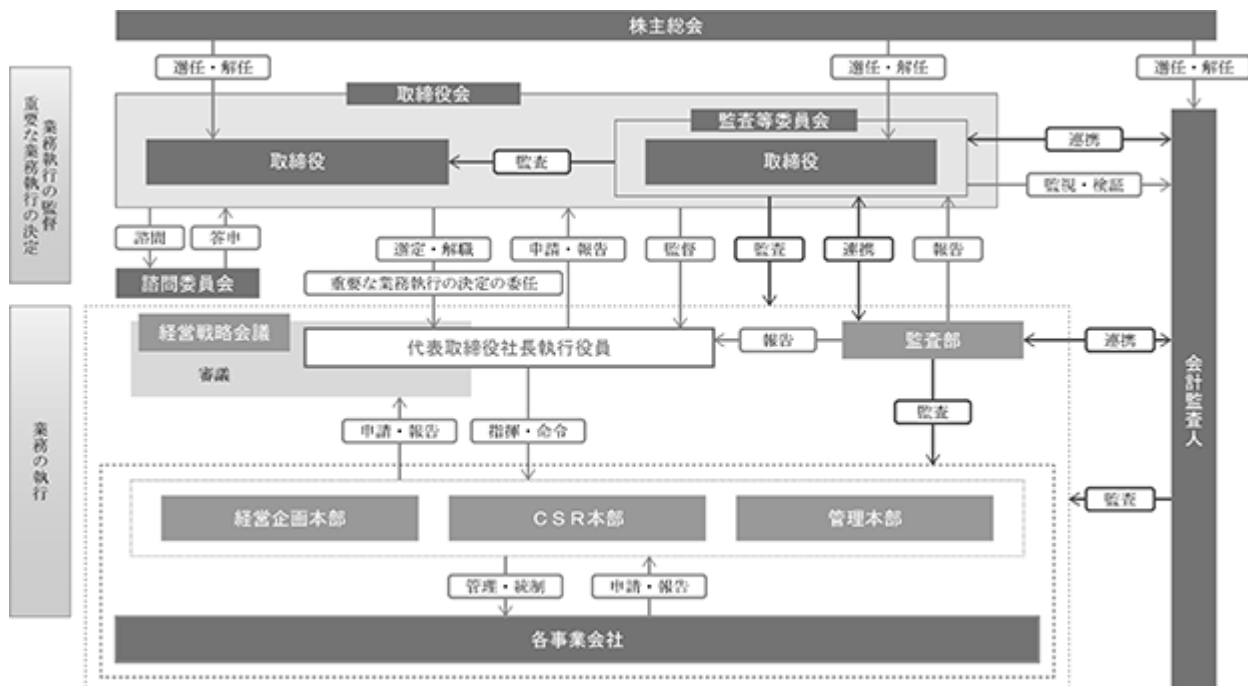 株主総会
選任・解任
選任・解任
選任・解任
業務執行の監督
重要な業務執行の決定
取締役会
監査等委員会
取締役
監査
取締役
連携
監視・検証
諮問
答申
選定・解職
申請・報告
監督
監査
連携
報告
諮問委員会
重要な業務執行の決定の委任
経営戦略会議
審議
代表取締役社長執行役員
報告
監査部
連携
会計監査人
業務の執行
申請・報告
指揮・命令
監査
経営企画本部
CSR本部
管理本部
監査
管理・統制
申請・報告
各事業会社